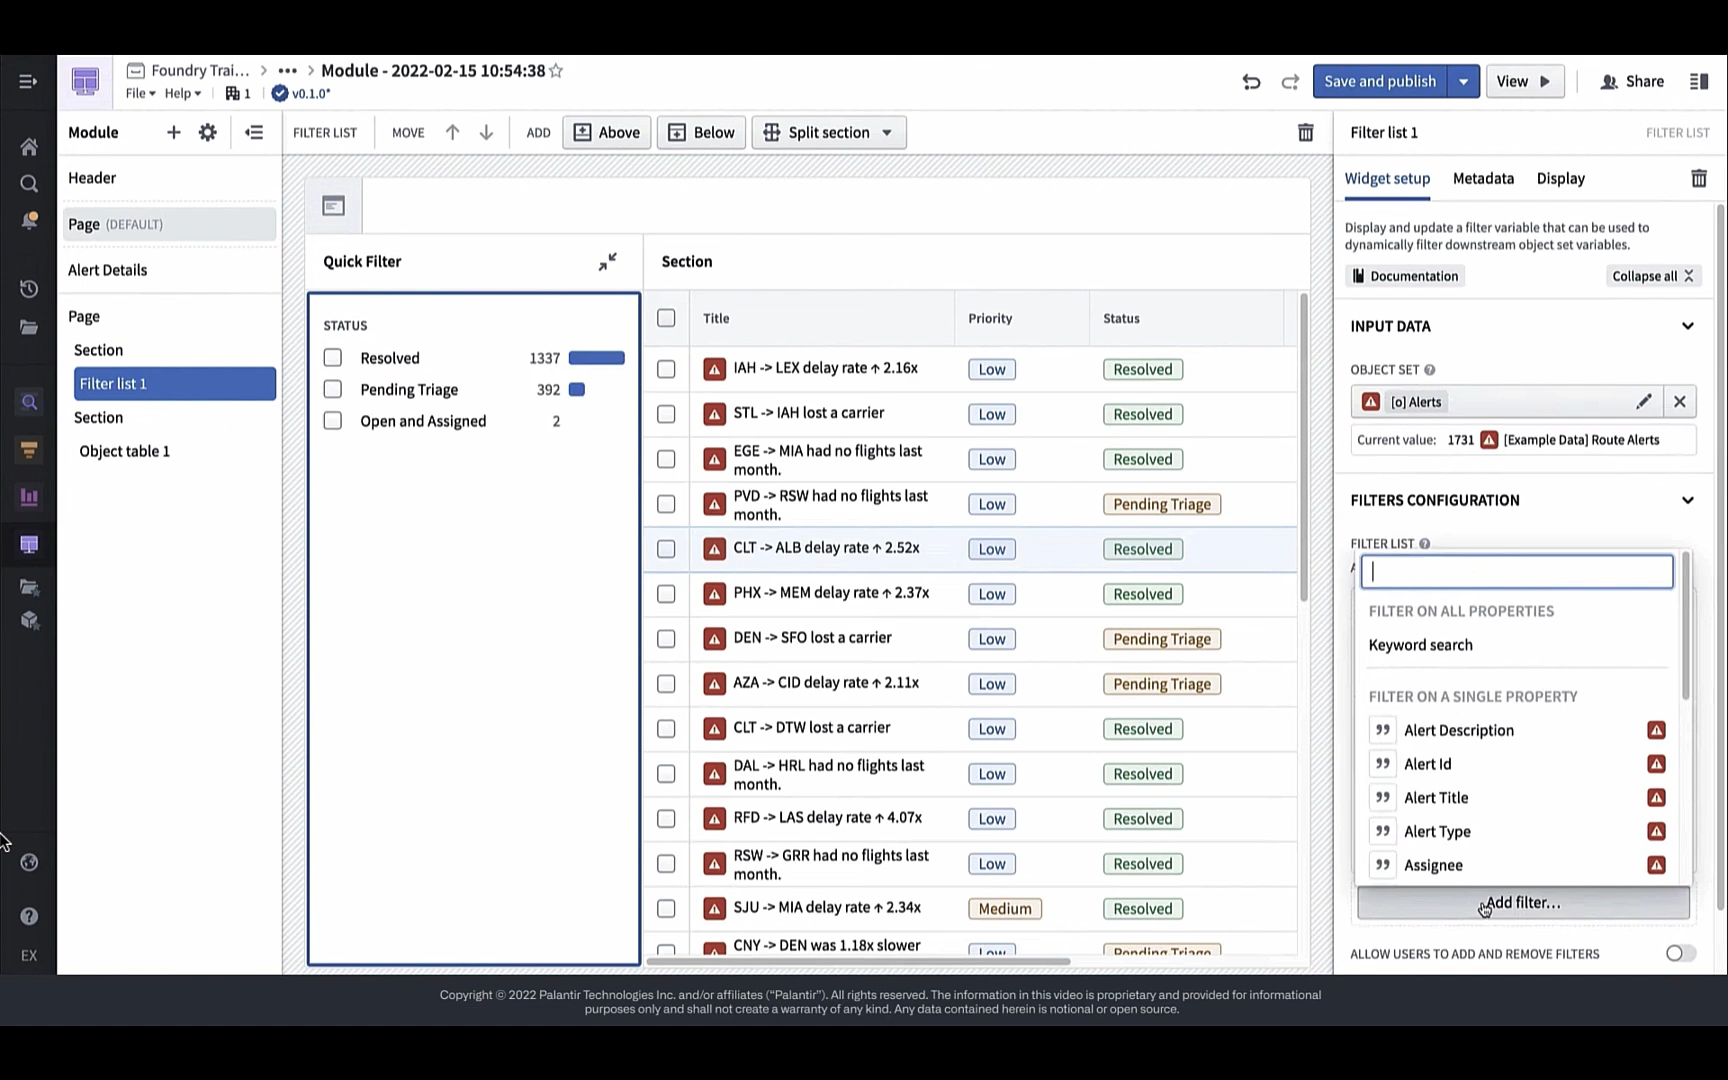 Foundry Trai... > ••• > Module - 2022-02-15 10:54:38
File Help 1 v0.1.0*
Save and publish
View
Share
Module
FILTER LIST
MOVE
ADD
Above
Below
Split section
Header
Page (DEFAULT)
Alert Details
Page
Section
Filter list 1
Section
Object table 1
EX
Quick Filter
STATUS
Resolved 1337
Pending Triage 392
Open and Assigned 2
Section
Title Priority Status
IAH -> LEX delay rate ↑ 2.16x Low Resolved
STL -> IAH lost a carrier Low Resolved
EGE -> MIA had no flights last
month. Low Resolved
PVD -> RSW had no flights last
month. Low Pending Triage
CLT -> ALB delay rate ↑ 2.52x Low Resolved
PHX -> MEM delay rate ↑ 2.37x Low Resolved
DEN -> SFO lost a carrier Low Pending Triage
AZA -> CID delay rate ↑ 2.11x Low Pending Triage
CLT -> DTW lost a carrier Low Resolved
DAL -> HRL had no flights last
month. Low Resolved
RFD -> LAS delay rate ↑ 4.07x Low Resolved
RSW -> GRR had no flights last
month. Low Resolved
SJU -> MIA delay rate ↑ 2.34x Medium Resolved
CNY -> DEN was 1.18x slower Low Pending Triage
Filter list 1 FILTER LIST
Widget setup Metadata Display
Display and update a filter variable that can be used to
dynamically filter downstream object set variables.
Documentation Collapse all
INPUT DATA
OBJECT SET
[o] Alerts
Current value: 1731 [Example Data] Route Alerts
FILTERS CONFIGURATION
FILTER LIST
FILTER ON ALL PROPERTIES
Keyword search
FILTER ON A SINGLE PROPERTY
Alert Description
Alert Id
Alert Title
Alert Type
Assignee
Add filter...
ALLOW USERS TO ADD AND REMOVE FILTERS
Copyright © 2022 Palantir Technologies Inc. and/or affiliates (“Palantir”). All rights reserved. The information in this video is proprietary and provided for informational
purposes only and shall not create a warranty of any kind. Any data contained herein is notional or open source.